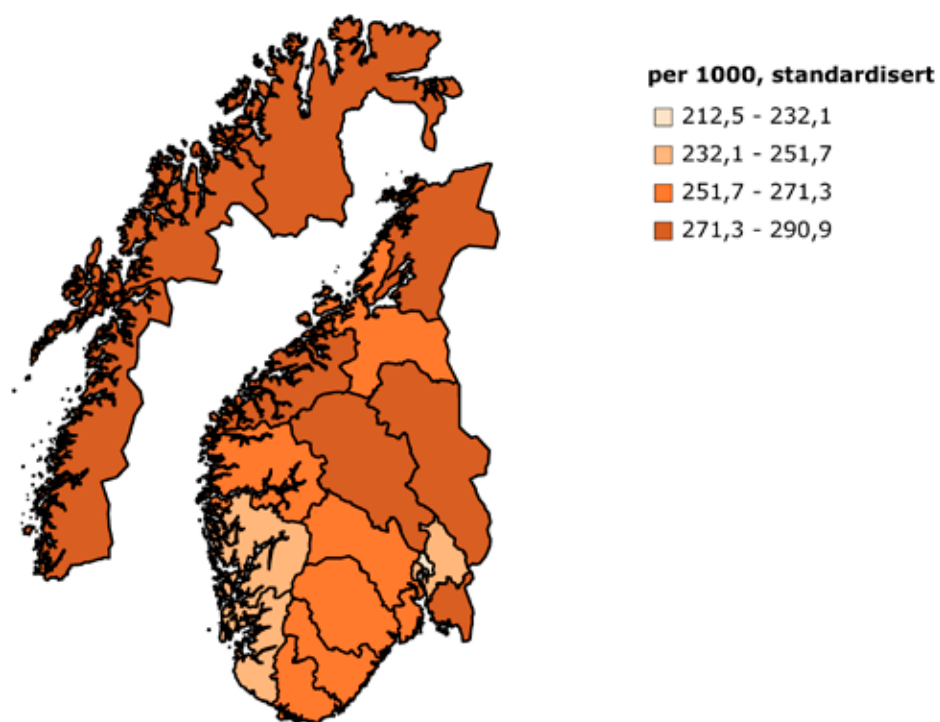 per 1000, standardisert
212,5 - 232,1
232,1 - 251,7
251,7 - 271,3
271,3 - 290,9